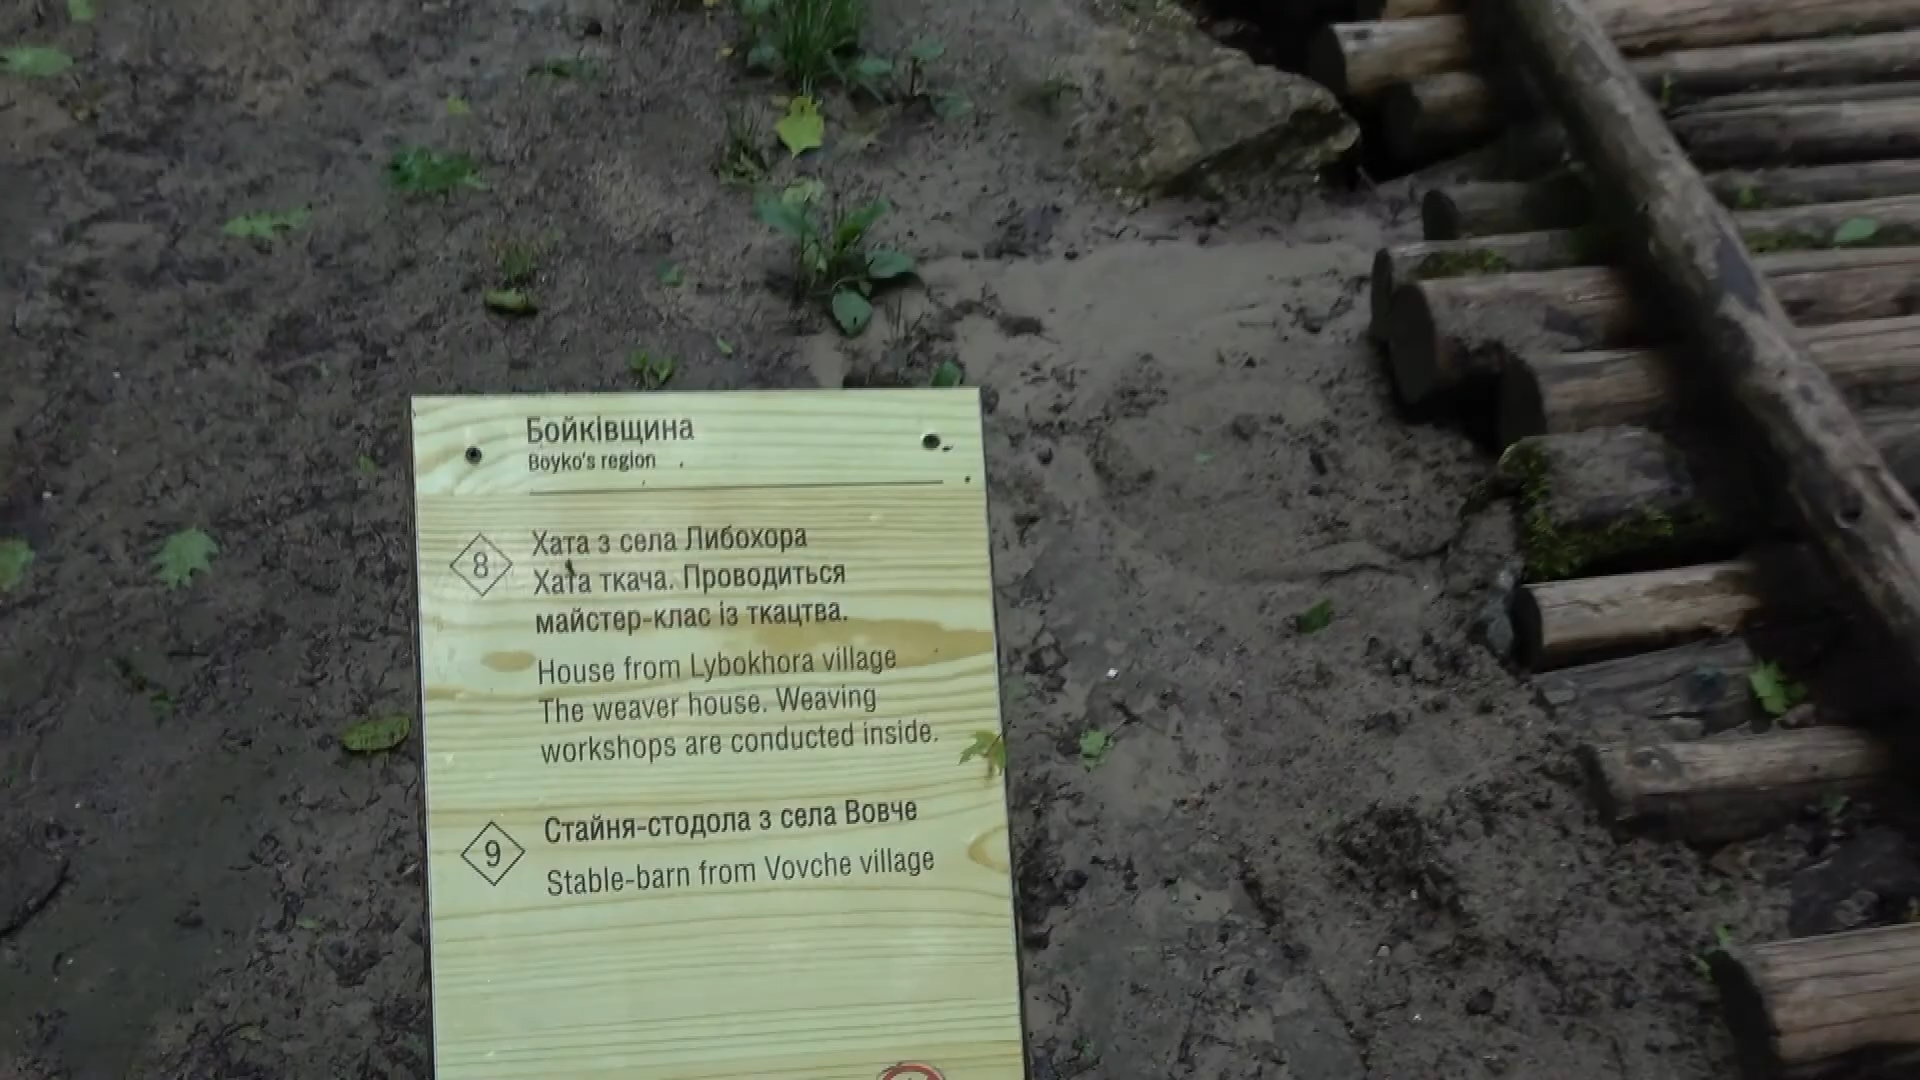 Бойківщина
Boyko's region
8
Хата з села Либохора
Хата ткача. Проводиться
майстер-клас із ткацтва.
House from Lybokhora village
The weaver house. Weaving
workshops are conducted inside.
9
Стайня-стодола з села Вовче
Stable-barn from Vovche village